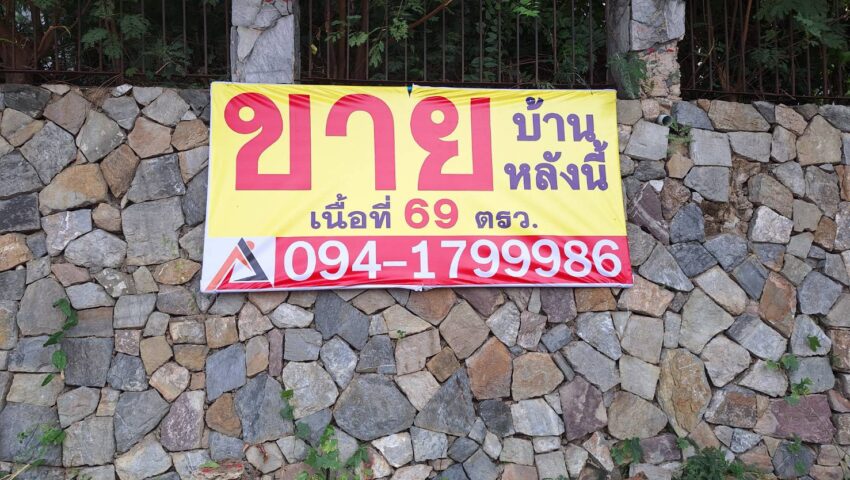 ขาย บ้าน
หลังนี้
เนื้อที่ 69 ตรว.
094-1799986